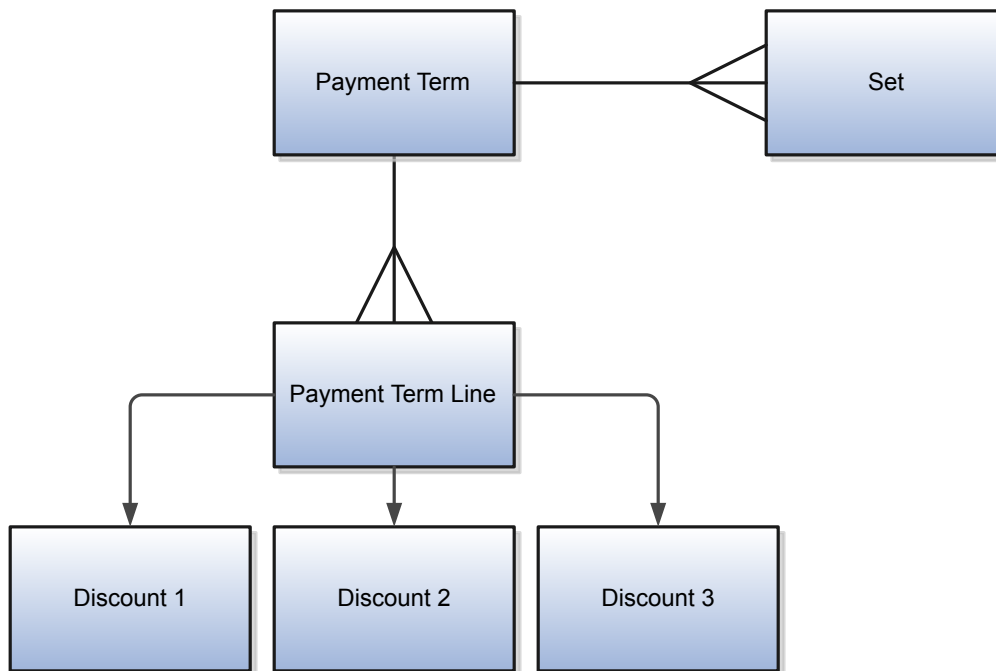 Payment Term
Set
Payment Term Line
Discount 1
Discount 2
Discount 3